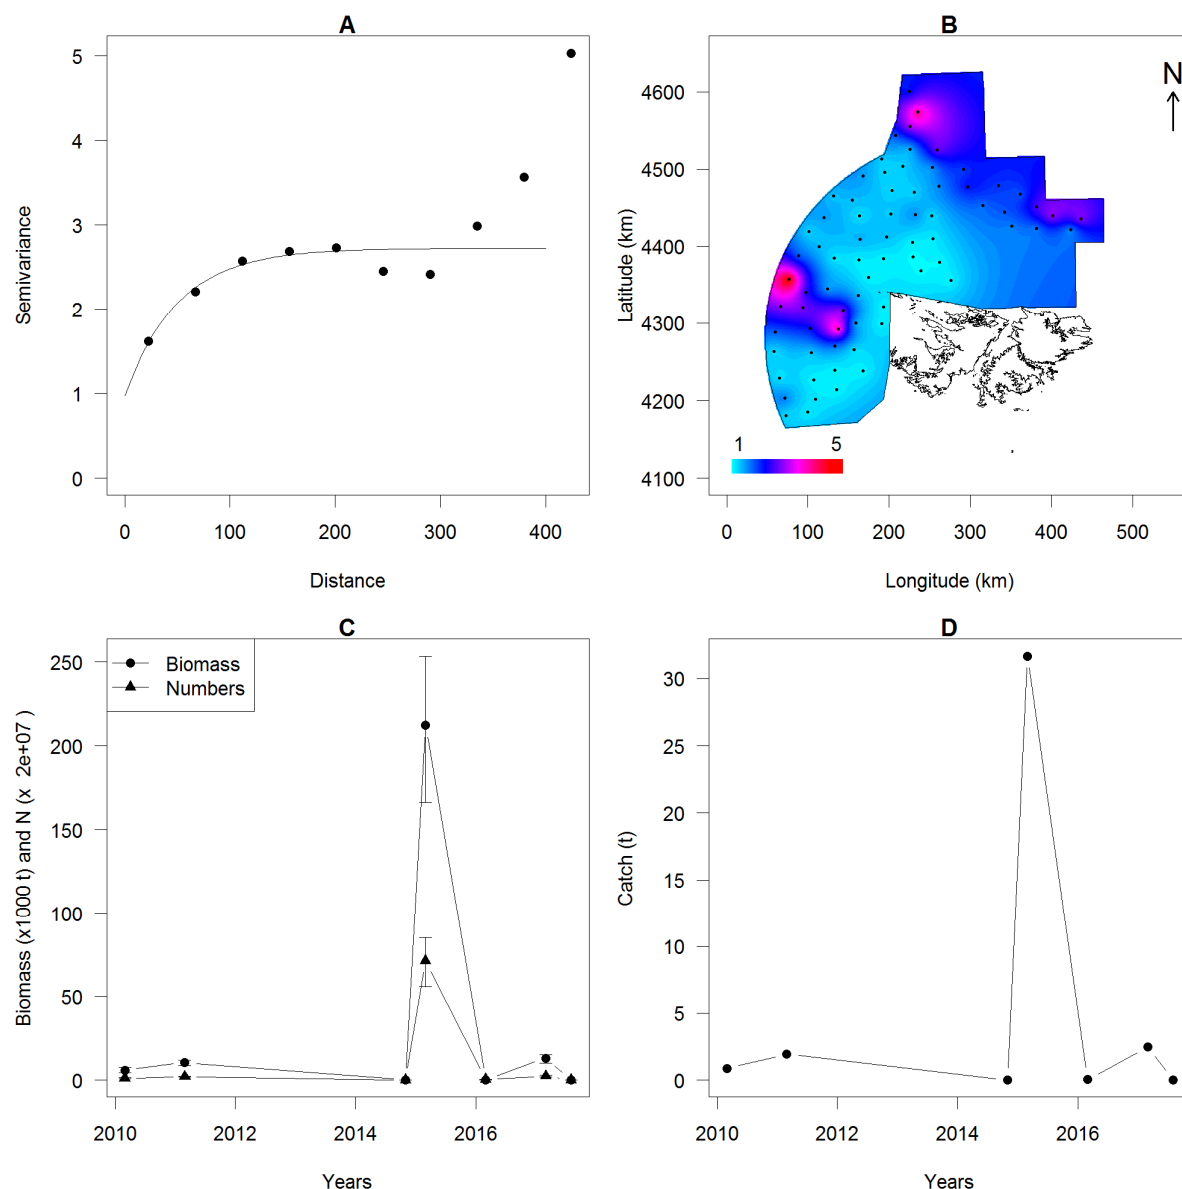 A
Semivariance
5
4
3
2
1
0
0 100 200 300 400
Distance
B
N
Latitude (km)
4600
4500
4400
4300
4200
4100
1 5
0 100 200 300 400 500
Longitude (km)
C
Biomass
Numbers
Biomass (x1000 t) and N (x 2e+07 )
250
200
150
100
50
0
2010 2012 2014 2016
Years
D
Catch (t)
30
25
20
15
10
5
0
2010 2012 2014 2016
Years